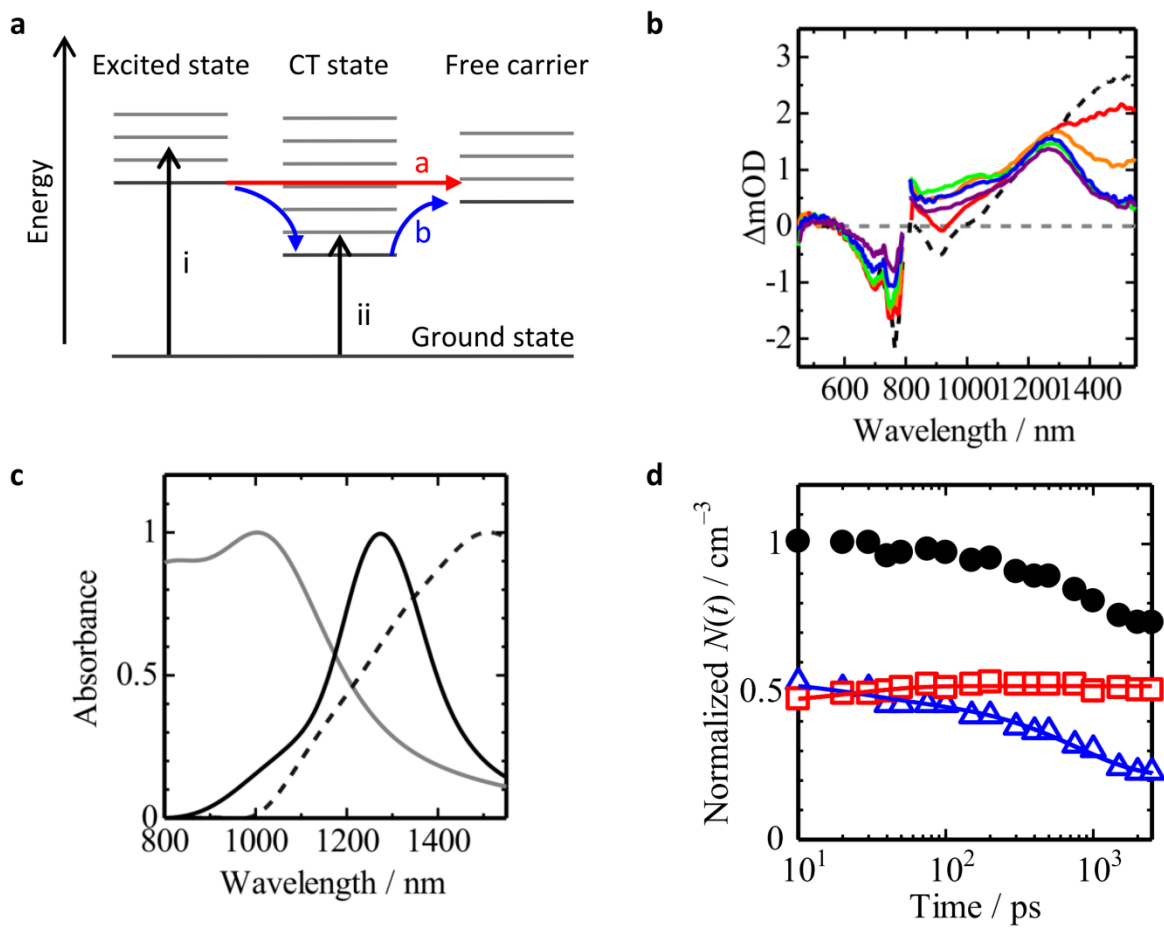 a
Excited state CT state Free carrier
a
b
i
ii
Ground state
Energy
b
3
2
1
0
-1
-2
ΔmOD
600 800 1000 1200 1400
Wavelength / nm
c
1
0.5
0
Absorbance
800 1000 1200 1400
Wavelength / nm
d
1
0.5
0
Normalized N(t) / cm⁻³
10¹ 10² 10³
Time / ps